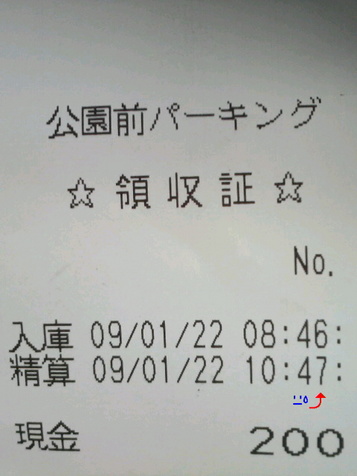 公園前パーキング
☆ 領 収 証 ☆
No.
入庫 09/01/22 08:46:
精算 09/01/22 10:47:
現金 200